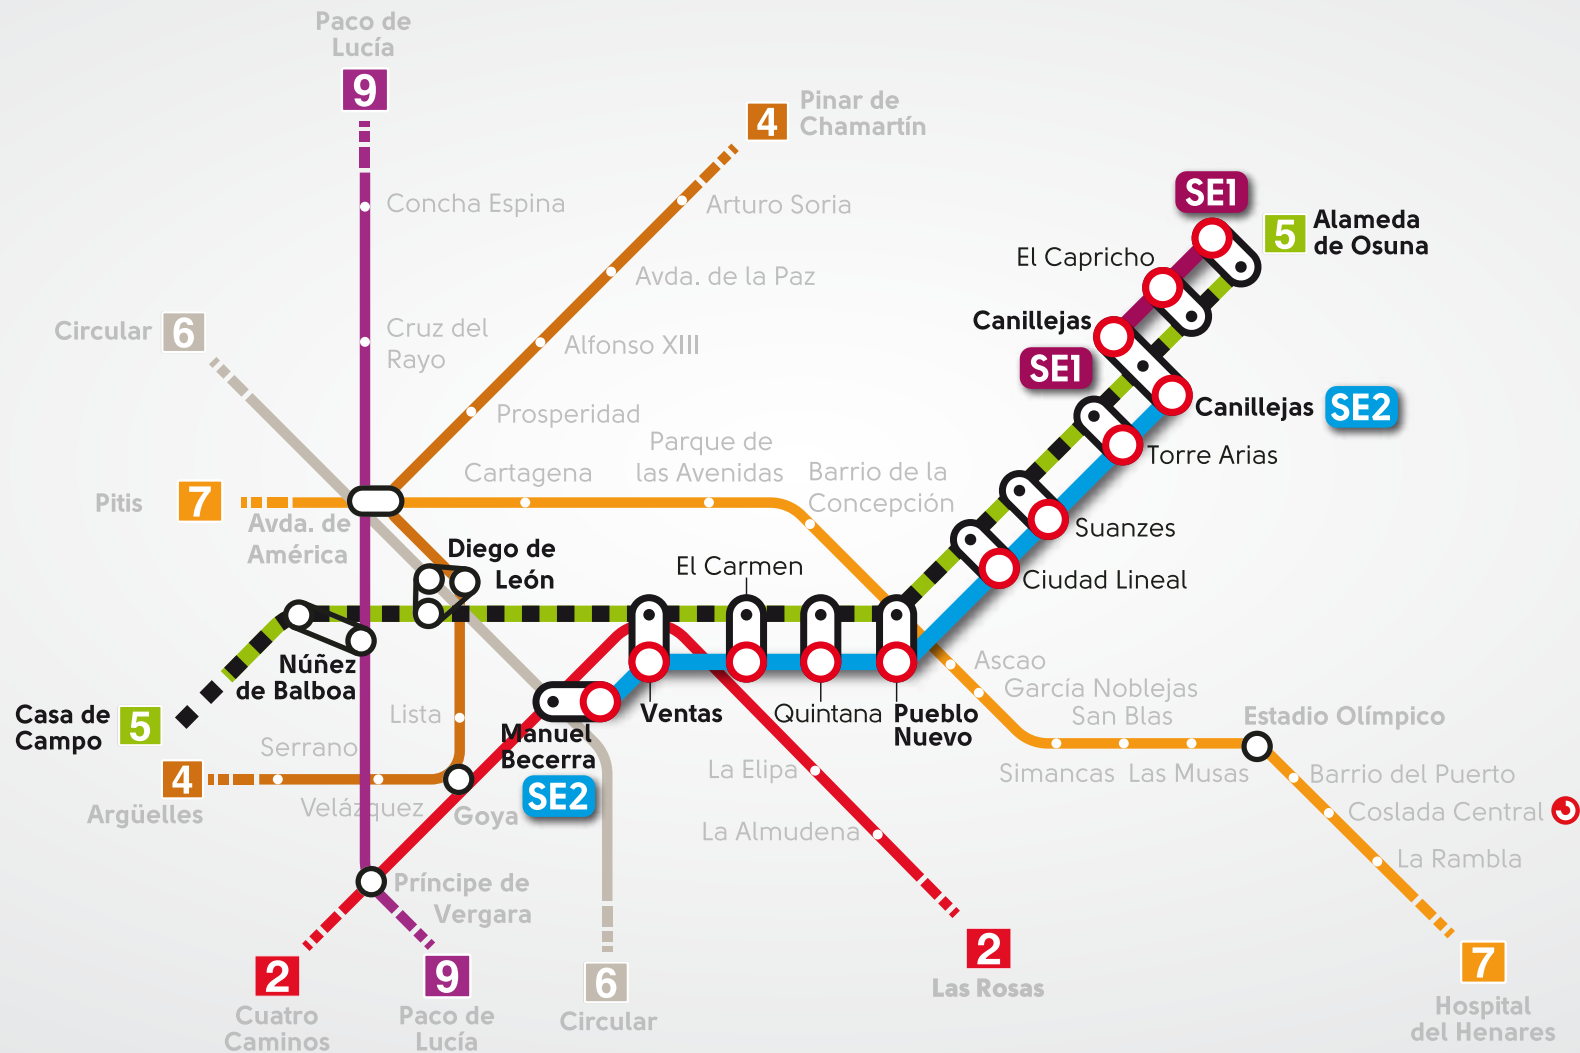 Paco de
Lucía
9
4
Pinar de
Chamartín
SE1
5
Alameda
de Osuna
Concha Espina
Arturo Soria
El Capricho
Avda. de la Paz
Circular
6
Cruz del
Rayo
Canillejas
Alfonso XIII
SE1
Canillejas
SE2
Prosperidad
Parque de
las Avenidas
Torre Arias
Cartagena
Barrio de la
Concepción
Pitis
7
Avda. de
América
Suanzes
Diego de
León
El Carmen
Ciudad Lineal
Núñez
de Balboa
Ascao
García Noblejas
Casa de
Campo
5
Lista
Ventas
Quintana
Pueblo
Nuevo
San Blas
Estadio Olímpico
Serrano
Manuel
Becerra
4
SE2
La Elipa
Simancas
Las Musas
Barrio del Puerto
Argüelles
Velázquez
Goya
Coslada Central
La Almudena
La Rambla
Príncipe de
Vergara
2
9
6
2
7
Cuatro
Caminos
Paco de
Lucía
Circular
Las Rosas
Hospital
del Henares